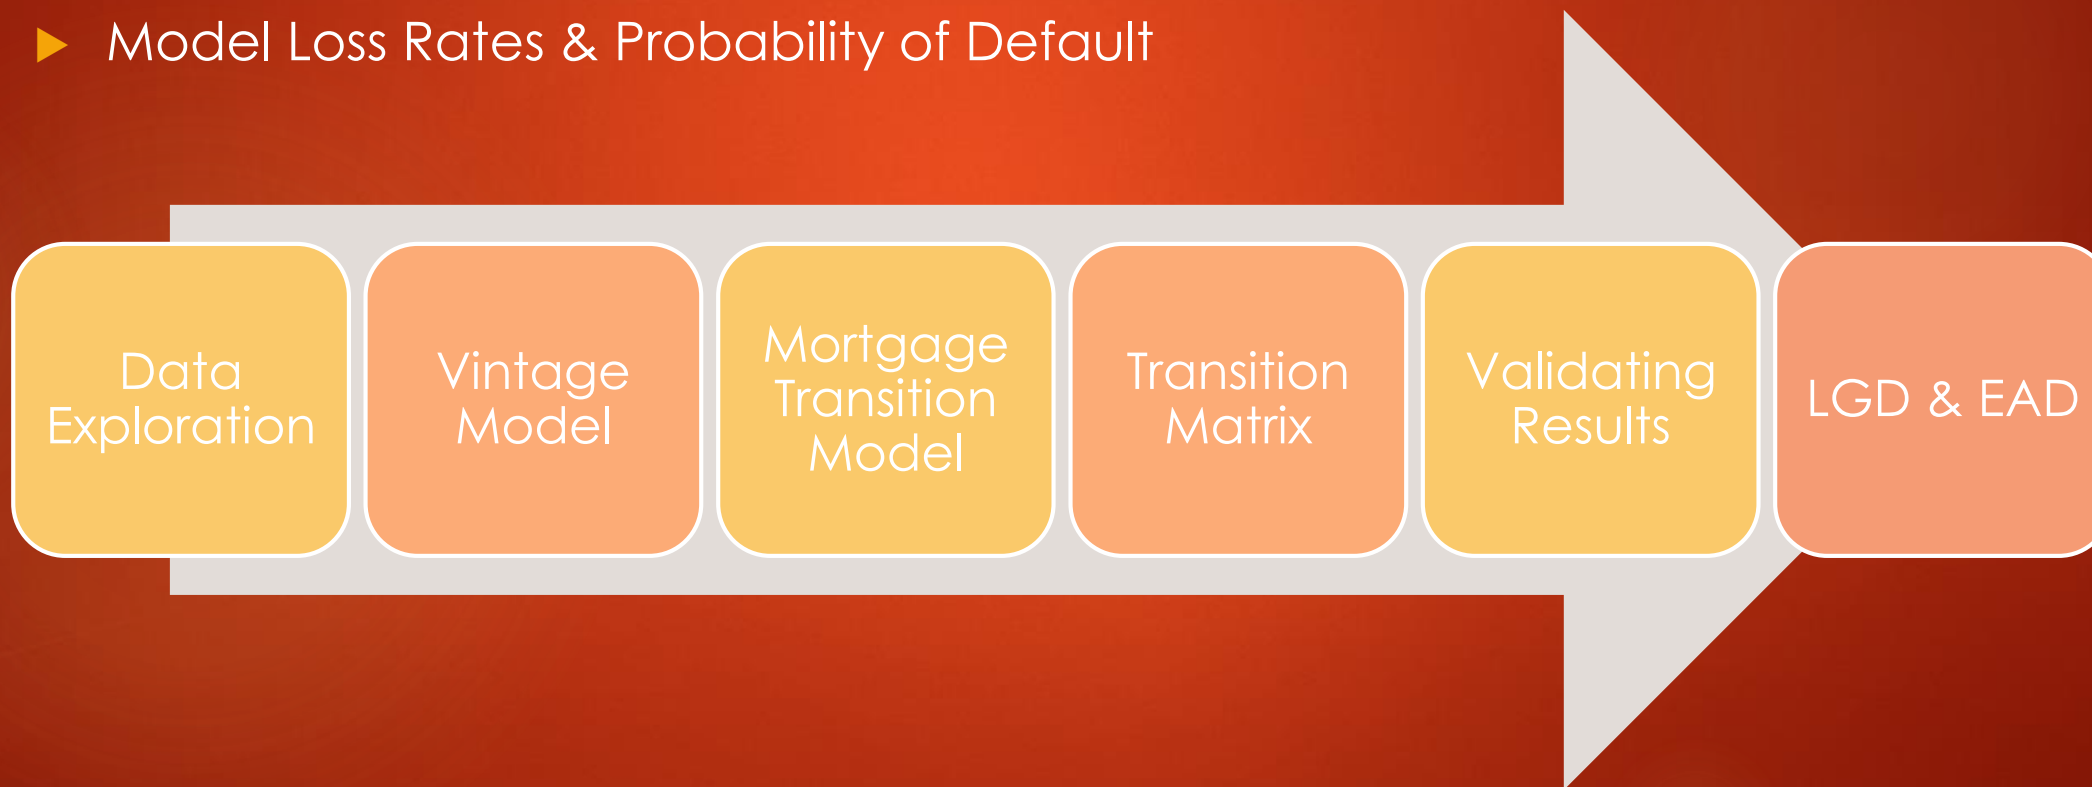 Model Loss Rates & Probability of Default
Data
Exploration
Vintage
Model
Mortgage
Transition
Model
Transition
Matrix
Validating
Results
LGD & EAD